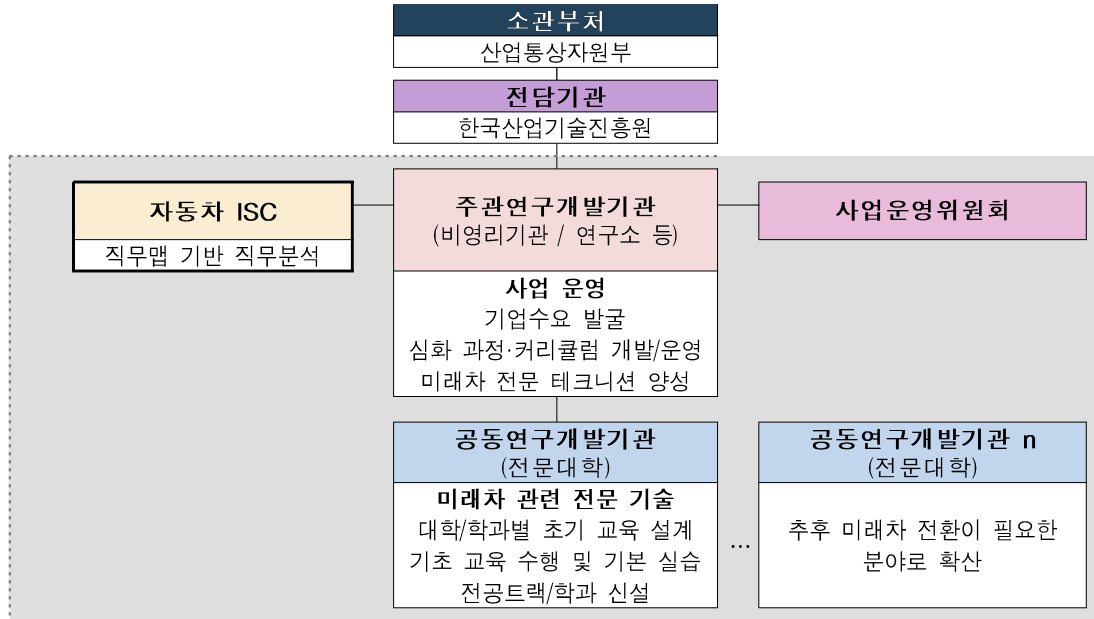 소관부처
산업통상자원부
전담기관
한국산업기술진흥원
자동차 ISC
직무맵 기반 직무분석
주관연구개발기관
(비영리기관 / 연구소 등)
사업 운영
기업수요 발굴
심화 과정·커리큘럼 개발/운영
미래차 전문 테크니션 양성
사업운영위원회
공동연구개발기관
(전문대학)
미래차 관련 전문 기술
대학/학과별 초기 교육 설계
기초 교육 수행 및 기본 실습
전공트랙/학과 신설
...
공동연구개발기관 n
(전문대학)
추후 미래차 전환이 필요한
분야로 확산